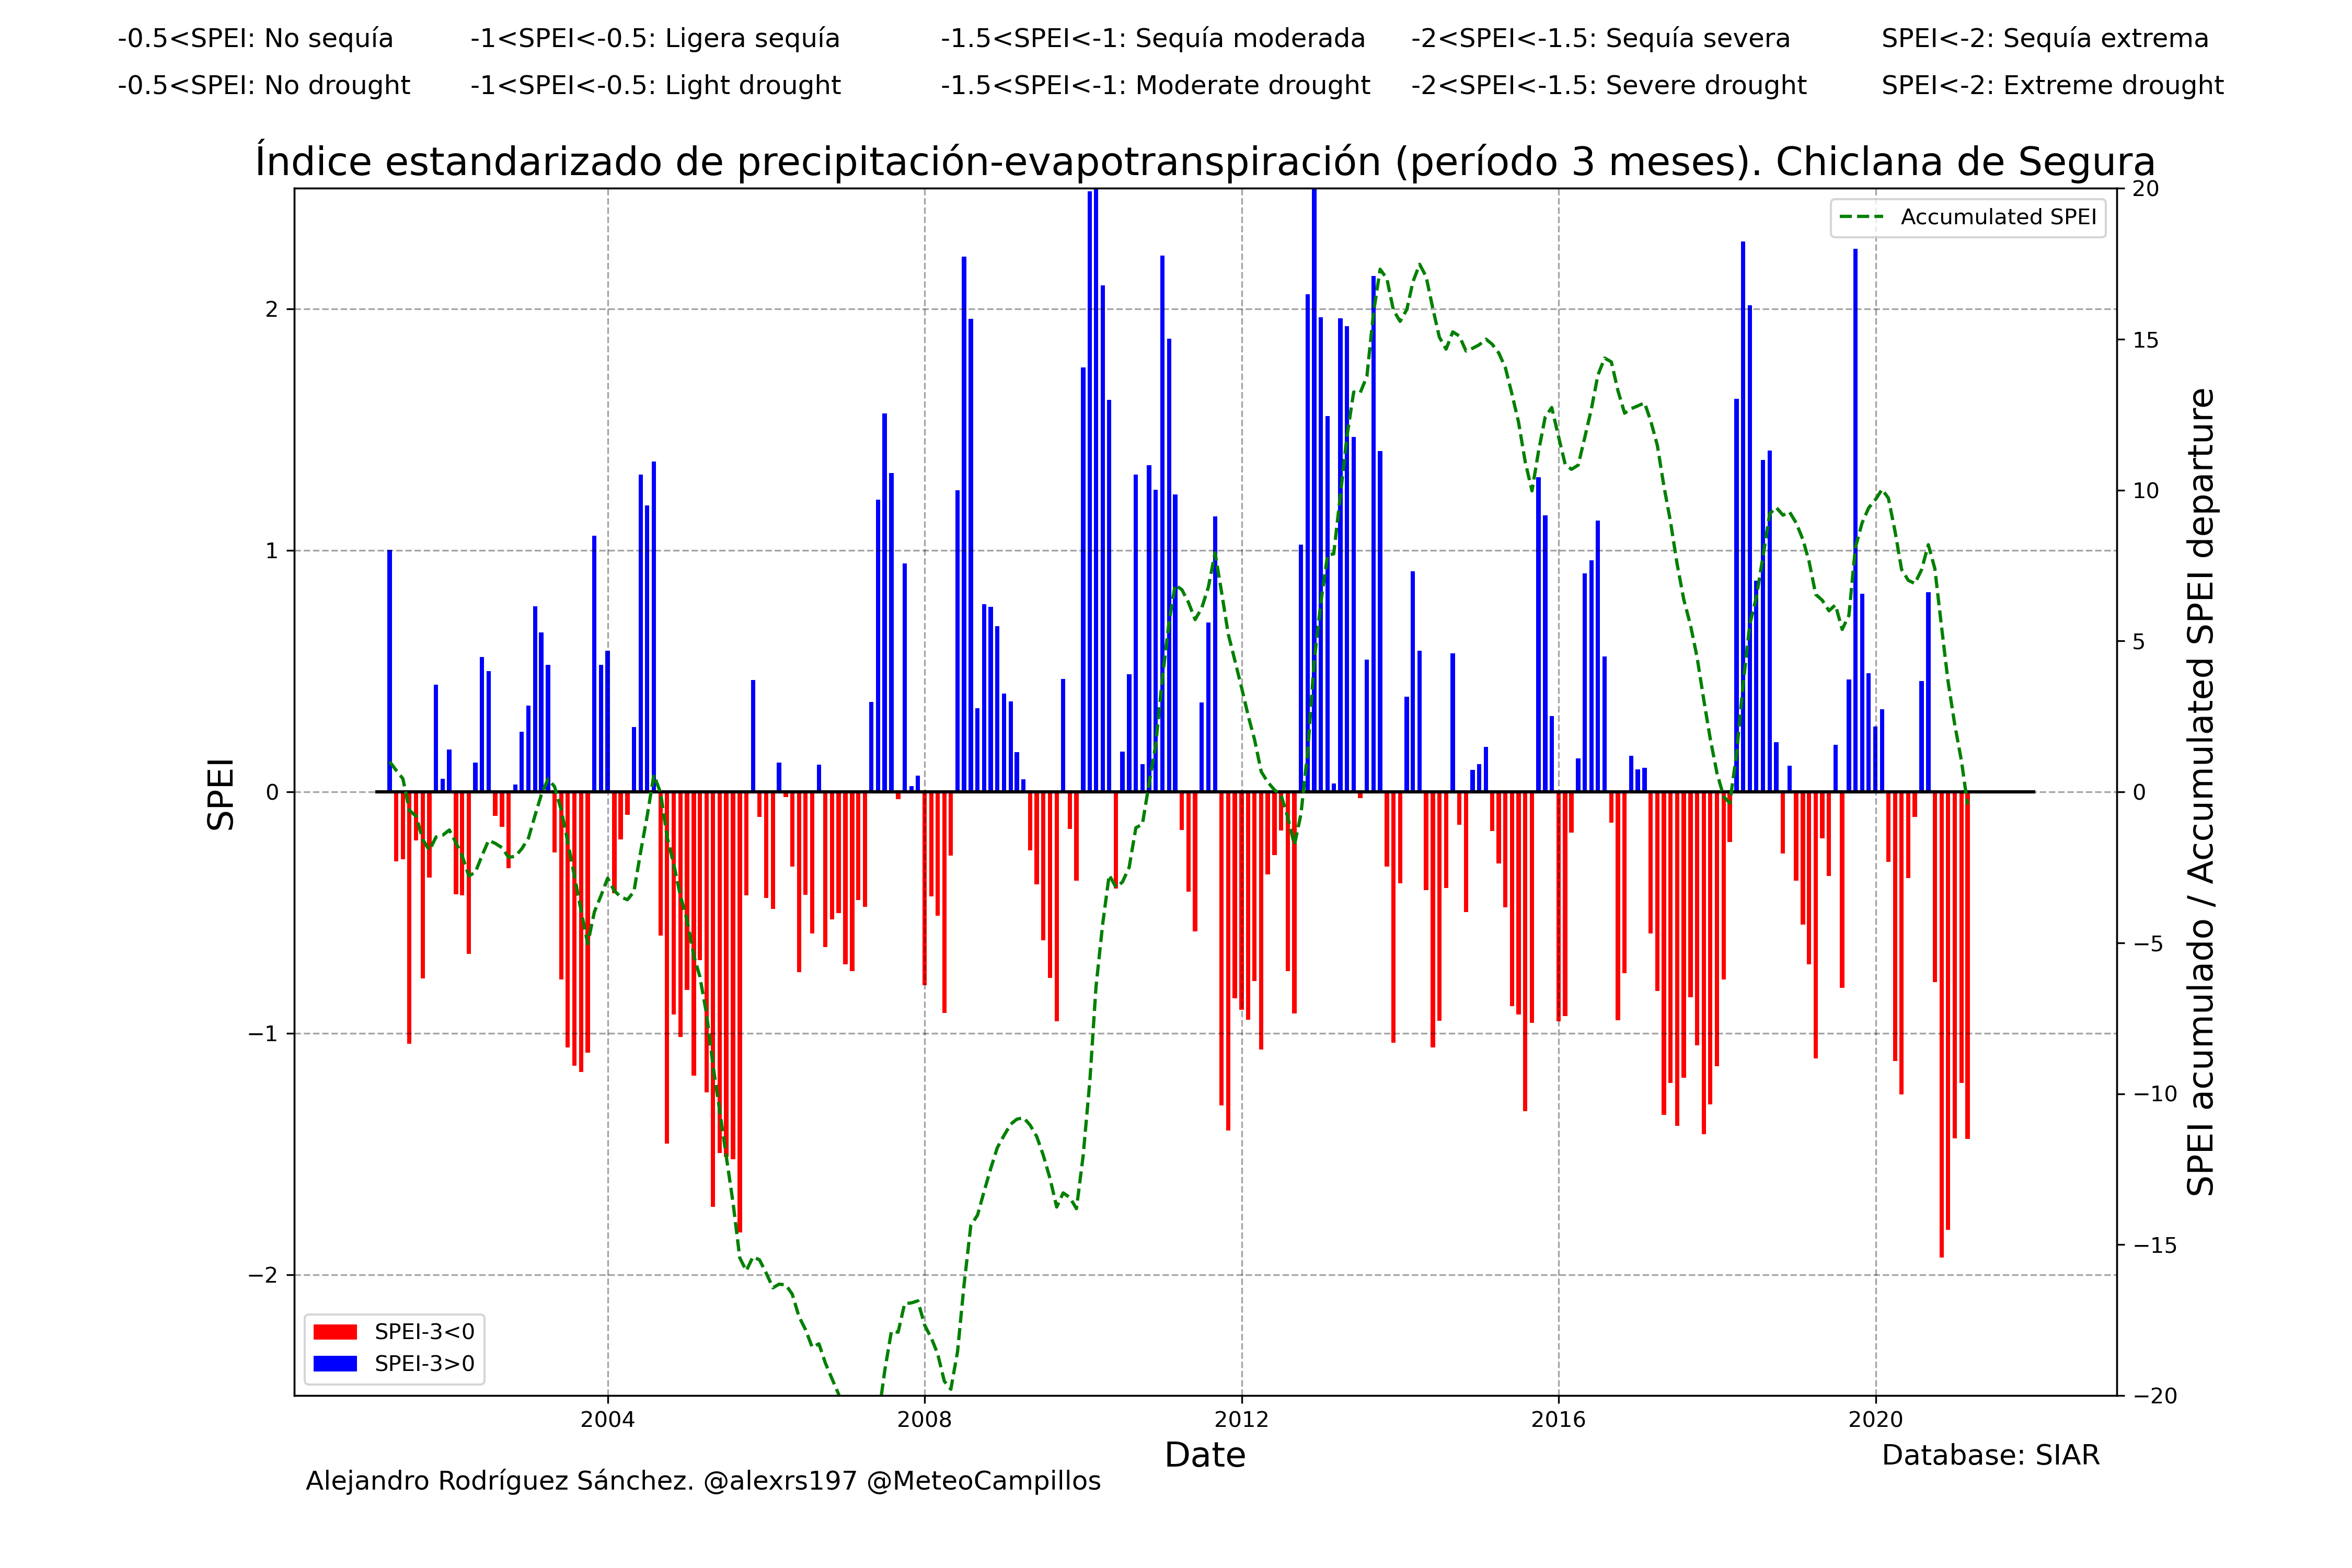 -0.5<SPEI: No sequía -1<SPEI<-0.5: Ligera sequía -1.5<SPEI<-1: Sequía moderada -2<SPEI<-1.5: Sequía severa SPEI<-2: Sequía extrema
-0.5<SPEI: No drought -1<SPEI<-0.5: Light drought -1.5<SPEI<-1: Moderate drought -2<SPEI<-1.5: Severe drought SPEI<-2: Extreme drought
Índice estandarizado de precipitación-evapotranspiración (período 3 meses). Chiclana de Segura
Accumulated SPEI
SPEI
2
1
0
−1
−2
20
15
10
5
0
−5
−10
−15
−20
SPEI acumulado / Accumulated SPEI departure
SPEI-3<0
SPEI-3>0
2004 2008 2012 2016 2020
Date
Database: SIAR
Alejandro Rodríguez Sánchez. @alexrs197 @MeteoCampillos